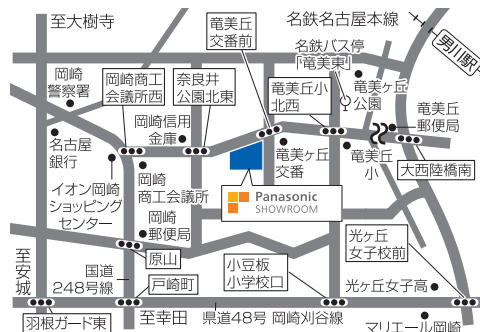 至大樹寺
竜美丘
交番前
名鉄名古屋本線
名鉄バス停
「竜美東」
男川駅
岡崎
警察署
岡崎商工
会議所西
奈良井
公園北東
竜美丘小
北西
竜美ヶ丘
公園
岡崎信用
金庫
竜美丘
郵便局
名古屋
銀行
竜美ヶ丘
交番
竜美丘
小
大西陸橋南
イオン岡崎
ショッピング
センター
岡崎
商工会議所
Panasonic
SHOWROOM
岡崎
郵便局
原山
光ヶ丘
女子校前
至安城
国道
248号線
戸崎町
小豆板
小学校口
光ヶ丘女子高
羽根ガード東
至幸田
県道48号 岡崎刈谷線
マリエール岡崎